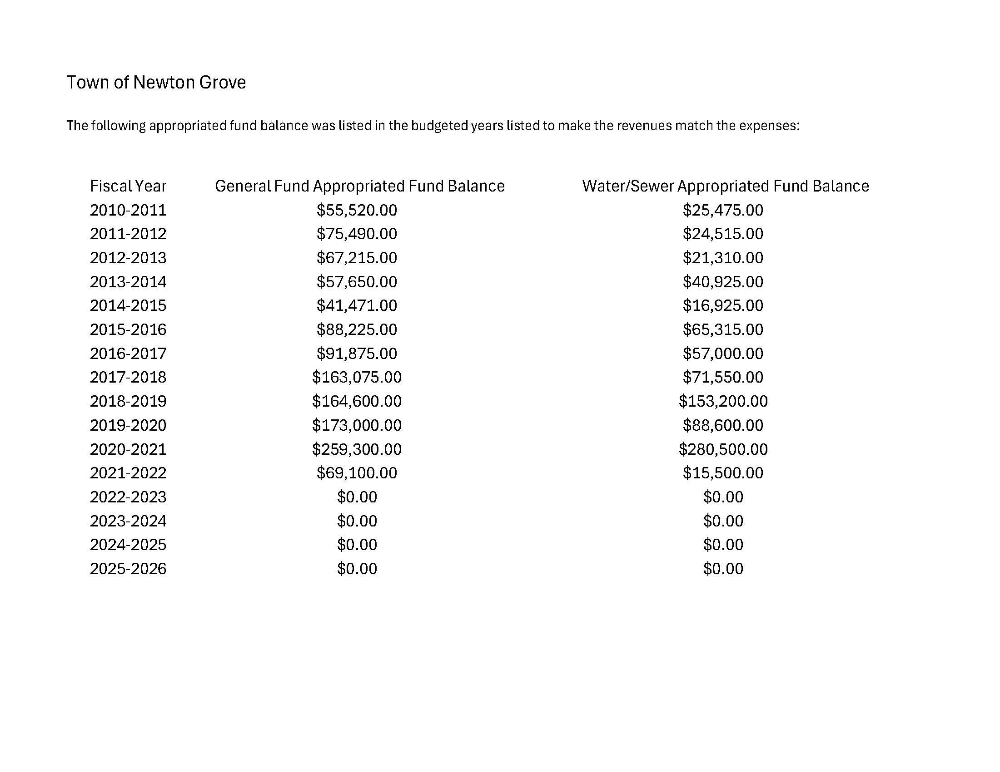 Town of Newton Grove
The following appropriated fund balance was listed in the budgeted years listed to make the revenues match the expenses:
Fiscal Year General Fund Appropriated Fund Balance Water/Sewer Appropriated Fund Balance
2010-2011 $55,520.00 $25,475.00
2011-2012 $75,490.00 $24,515.00
2012-2013 $67,215.00 $21,310.00
2013-2014 $57,650.00 $40,925.00
2014-2015 $41,471.00 $16,925.00
2015-2016 $88,225.00 $65,315.00
2016-2017 $91,875.00 $57,000.00
2017-2018 $163,075.00 $71,550.00
2018-2019 $164,600.00 $153,200.00
2019-2020 $173,000.00 $88,600.00
2020-2021 $259,300.00 $280,500.00
2021-2022 $69,100.00 $15,500.00
2022-2023 $0.00 $0.00
2023-2024 $0.00 $0.00
2024-2025 $0.00 $0.00
2025-2026 $0.00 $0.00